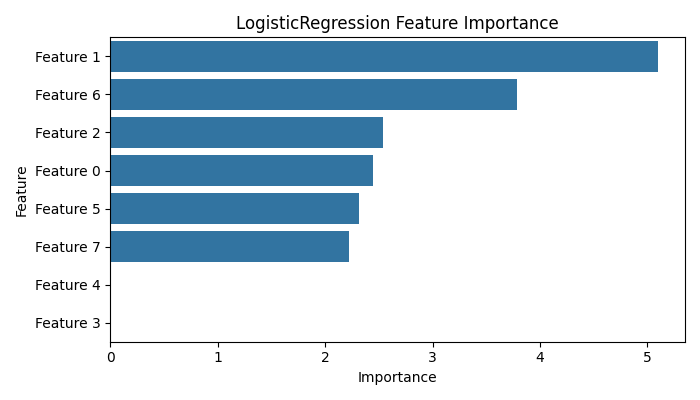 LogisticRegression Feature Importance
Feature 1
Feature 6
Feature 2
Feature 0
Feature 5
Feature 7
Feature 4
Feature 3
Feature
0 1 2 3 4 5
Importance